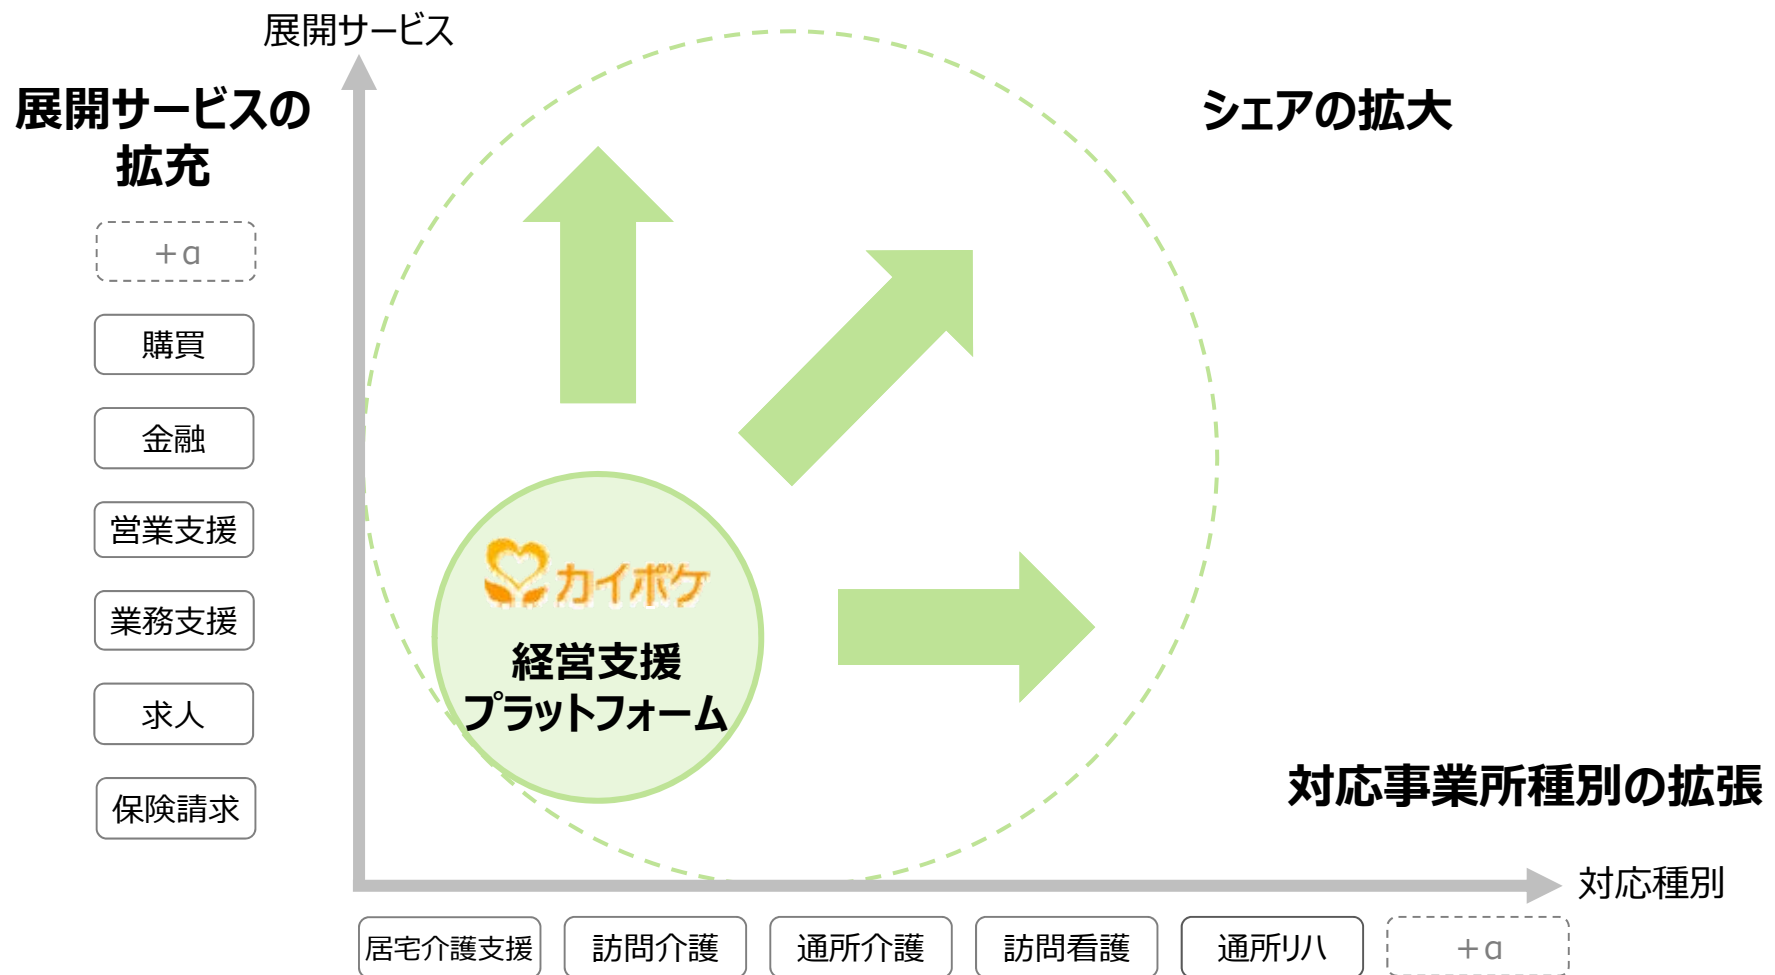 展開サービス
展開サービスの
拡充
シェアの拡大
+α
購買
金融
営業支援
業務支援
求人
保険請求
カイポケ
経営支援
プラットフォーム
対応事業所種別の拡張
対応種別
居宅介護支援
訪問介護
通所介護
訪問看護
通所リハ
+α